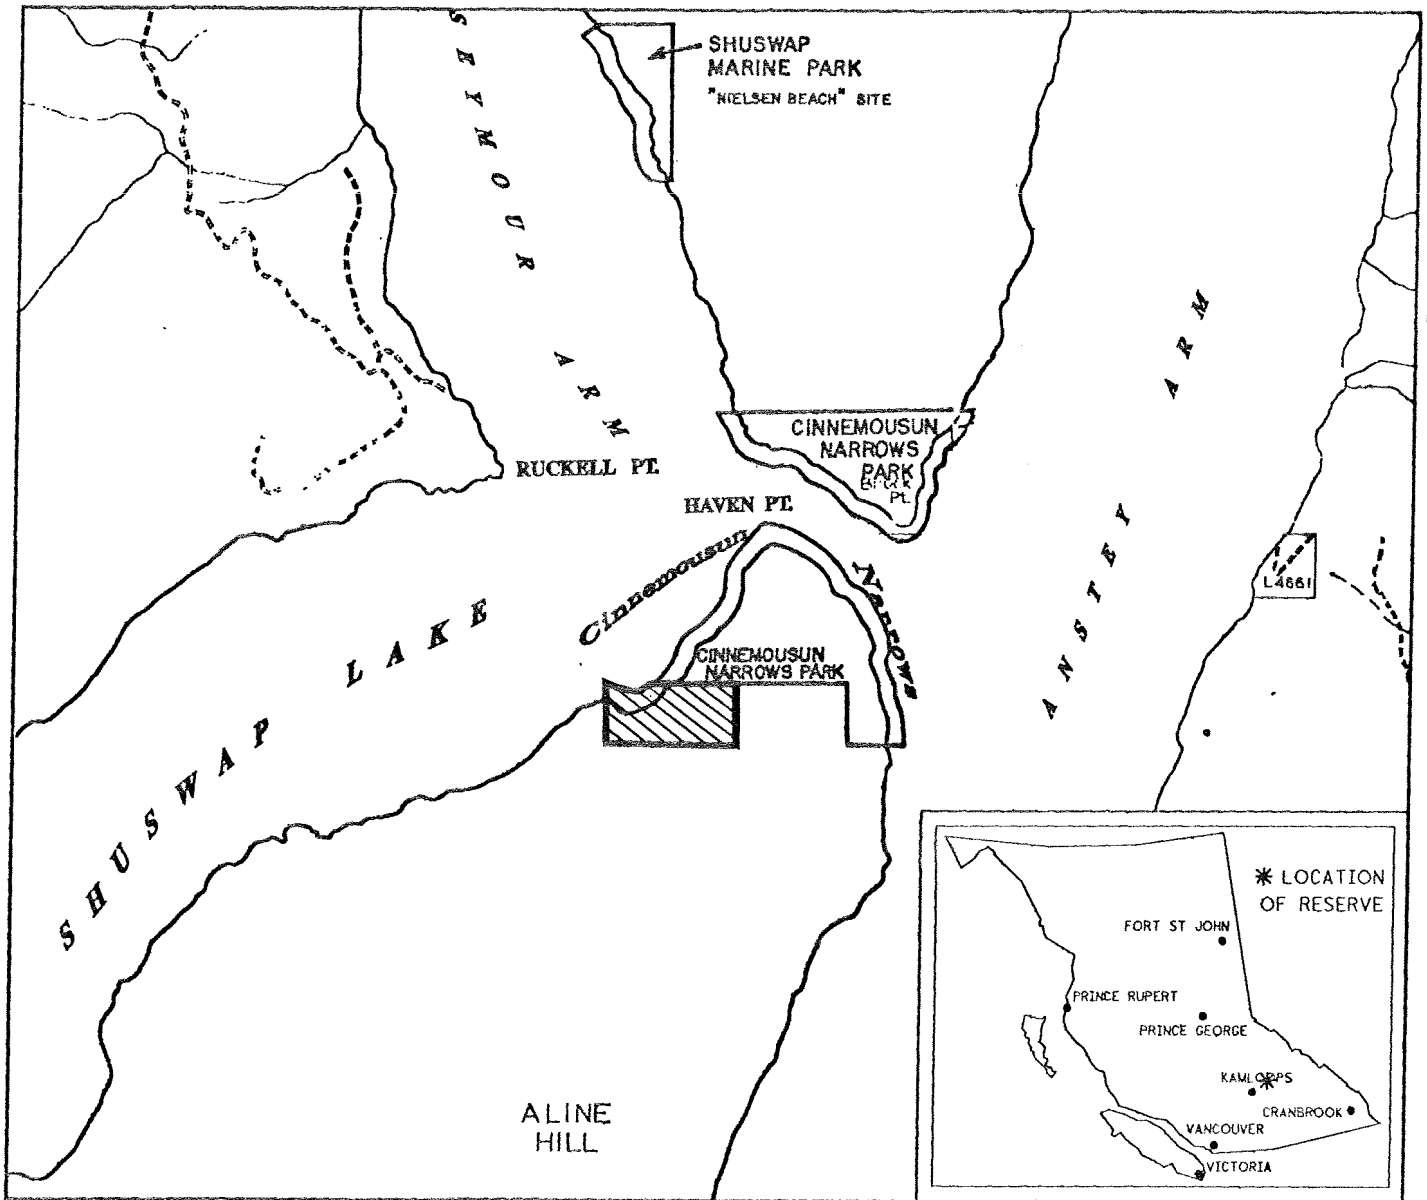 SEYMOUR ARM
SHUSWAP
MARINE PARK
"NIELSEN BEACH" SITE
ANSTEY ARM
CINNEMOUSUN
NARROWS
PARK
Pt.
RUCKELL PT.
HAVEN PT.
Cinnemousun Narrows
L4661
SHUSWAP LAKE
CINNEMOUSUN
NARROWS PARK
ALINE
HILL
LOCATION
OF RESERVE
FORT ST JOHN
PRINCE RUPERT
PRINCE GEORGE
KAMLOOPS
CRANBROOK
VANCOUVER
VICTORIA